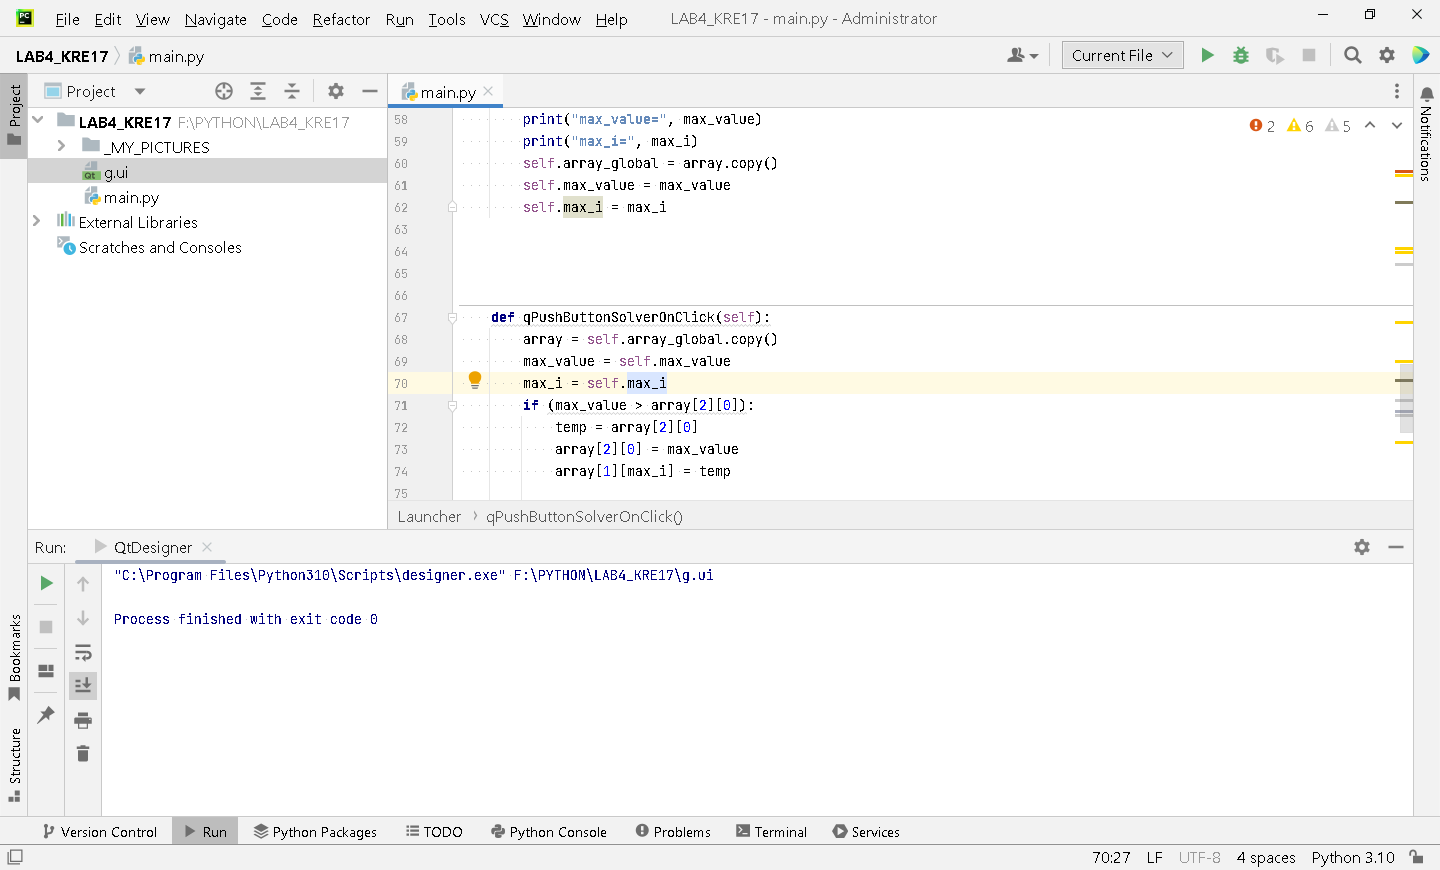 PC File Edit View Navigate Code Refactor Run Tools VCS Window Help LAB4_KRE17 - main.py - Administrator
LAB4_KRE17 main.py Current File
Project
Project
main.py
Notifications
LAB4_KRE17 F:\PYTHON\LAB4_KRE17
_MY_PICTURES
Qt g.ui
main.py
External Libraries
Scratches and Consoles
2 6 5
58 print("max_value=", max_value)
59 print("max_i=", max_i)
60 self.array_global = array.copy()
61 self.max_value = max_value
62 self.max_i = max_i
63
64
65
66
67 def qPushButtonSolverOnClick(self):
68 array = self.array_global.copy()
69 max_value = self.max_value
70 max_i = self.max_i
71 if (max_value > array[2][0]):
72 temp = array[2][0]
73 array[2][0] = max_value
74 array[1][max_i] = temp
75
Launcher qPushButtonSolverOnClick()
Run: QtDesigner
"C:\Program Files\Python310\Scripts\designer.exe" F:\PYTHON\LAB4_KRE17\g.ui
Process finished with exit code 0
Bookmarks
Structure
Version Control Run Python Packages TODO Python Console Problems Terminal Services
70:27 LF UTF-8 4 spaces Python 3.10